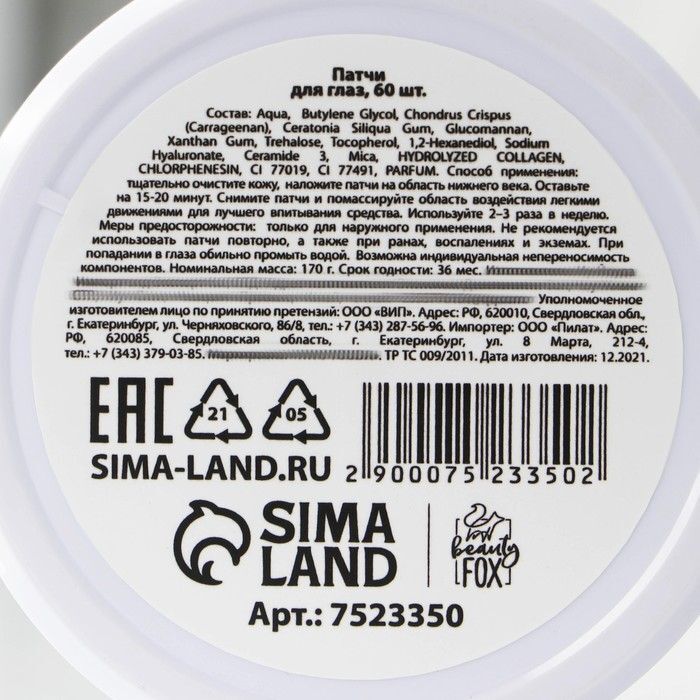 Патчи
для глаз, 60 шт.
Состав: Aqua, Butylene Glycol, Chondrus Crispus
(Carrageenan), Ceratonia Siliqua Gum, Glucomannan,
Xanthan Gum, Trehalose, Tocopherol, 1,2-Hexanediol, Sodium
Hyaluronate, Ceramide 3, Mica, HYDROLYZED COLLAGEN,
CHLORPHENESIN, CI 77019, CI 77491, PARFUM. Способ применения:
тщательно очистите кожу, наложите патчи на область нижнего века. Оставьте
на 15-20 минут. Снимите патчи и помассируйте область воздействия легкими
движениями для лучшего впитывания средства. Используйте 2–3 раза в неделю.
Меры предосторожности: только для наружного применения. Не рекомендуется
использовать патчи повторно, а также при ранах, воспалениях и экземах. При
попадании в глаза обильно промыть водой. Возможна индивидуальная непереносимость
компонентов. Номинальная масса: 170 г. Срок годности: 36 мес.
Уполномоченное
изготовителем лицо по принятию претензий: ООО «ВИП». Адрес: РФ, 620010, Свердловская обл.,
г. Екатеринбург, ул. Черняховского, 86/8, тел.: +7 (343) 287-56-96. Импортер: ООО «Пилат». Адрес:
РФ, 620085, Свердловская область, г. Екатеринбург, ул. 8 Марта, 212-4,
тел.: +7 (343) 379-03-85. ТР ТС 009/2011. Дата изготовления: 12.2021.
EAC 21 05
SIMA-LAND.RU
2 900075 233502
SIMA
LAND
beauty
FOX
Арт.: 7523350